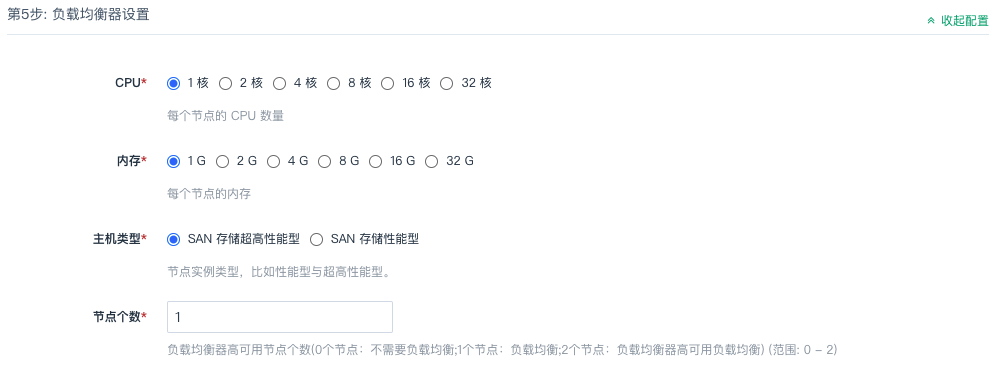 第5步: 负载均衡器设置
收起配置
CPU* 1 核 2 核 4 核 8 核 16 核 32 核
每个节点的 CPU 数量
内存* 1 G 2 G 4 G 8 G 16 G 32 G
每个节点的内存
主机类型* SAN 存储超高性能型 SAN 存储性能型
节点实例类型，比如性能型与超高性能型。
节点个数* 1
负载均衡器高可用节点个数(0个节点：不需要负载均衡;1个节点：负载均衡;2个节点：负载均衡器高可用负载均衡) (范围: 0 - 2)